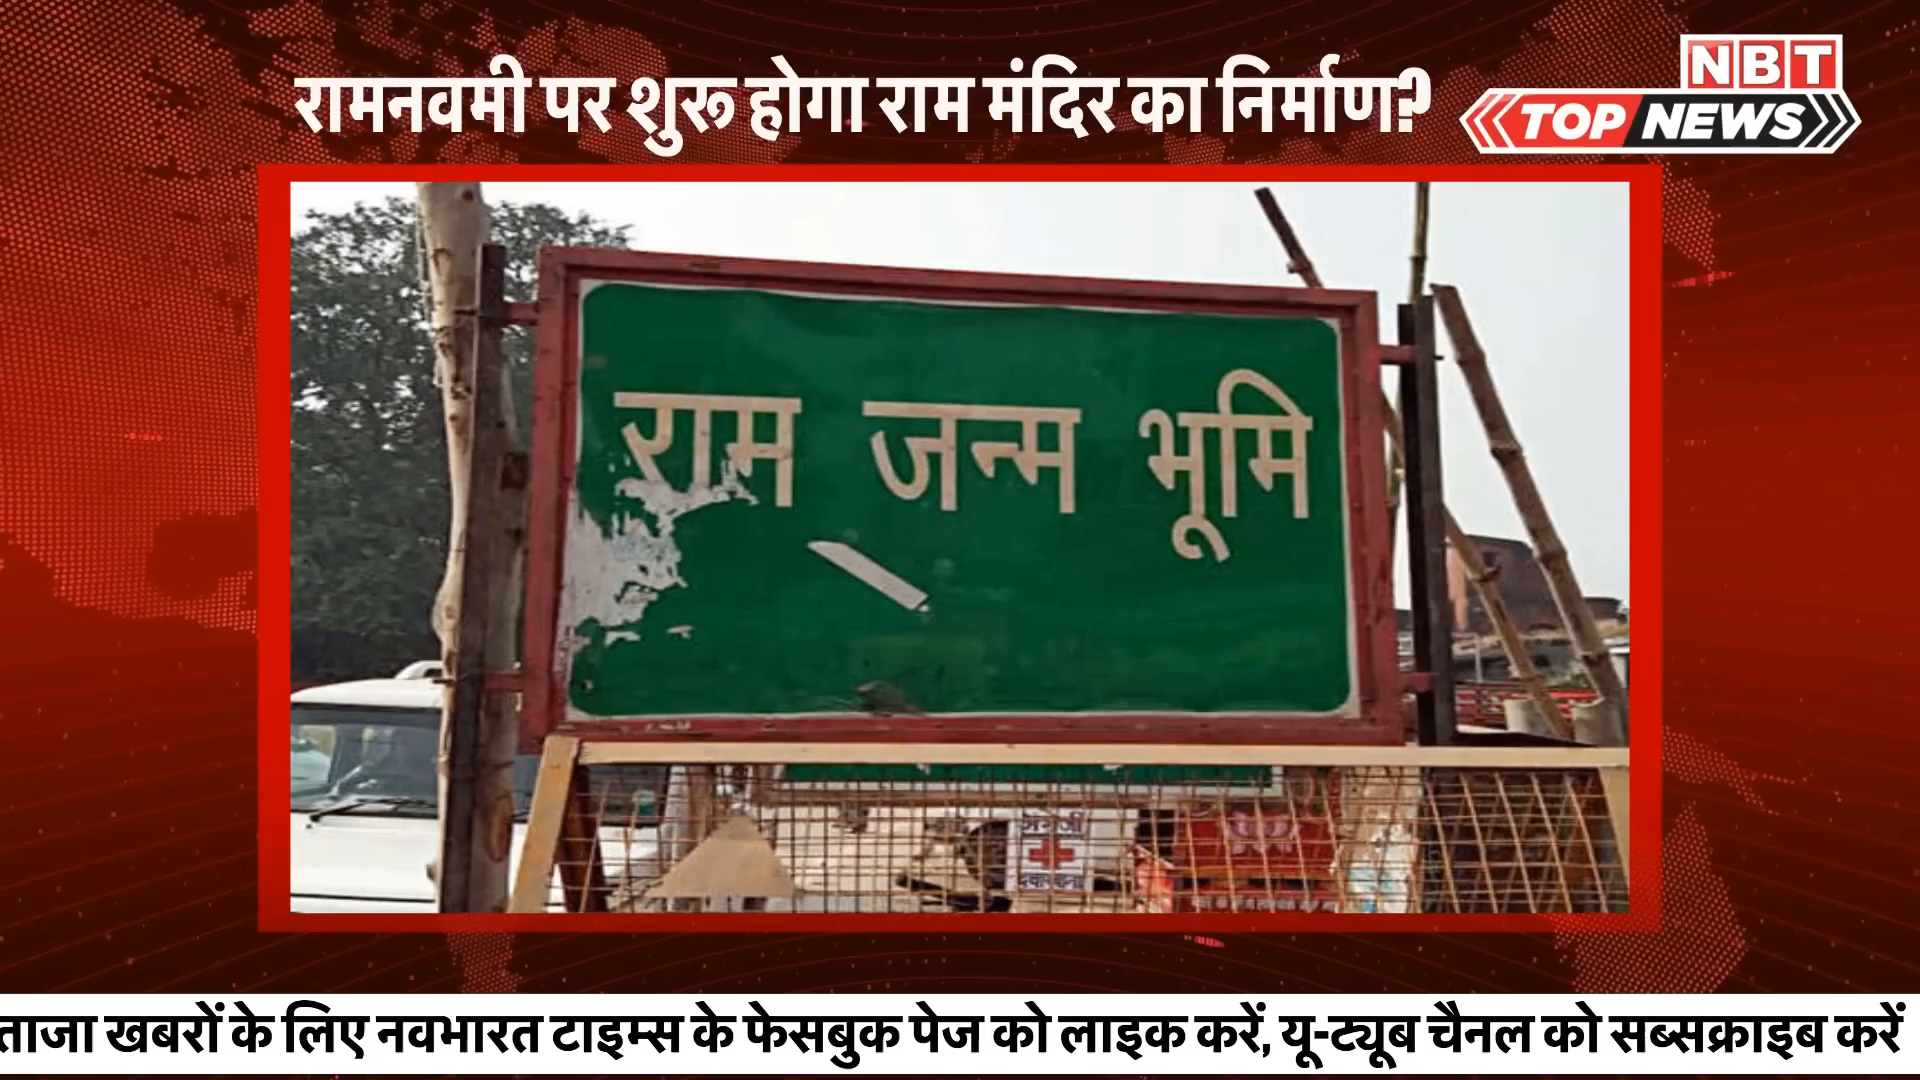 रामनवमी पर शुरू होगा राम मंदिर का निर्माण?
NBT
TOP NEWS
राम जन्म भूमि
ताजा खबरों के लिए नवभारत टाइम्स के फेसबुक पेज को लाइक करें, यू-ट्यूब चैनल को सब्सक्राइब करें